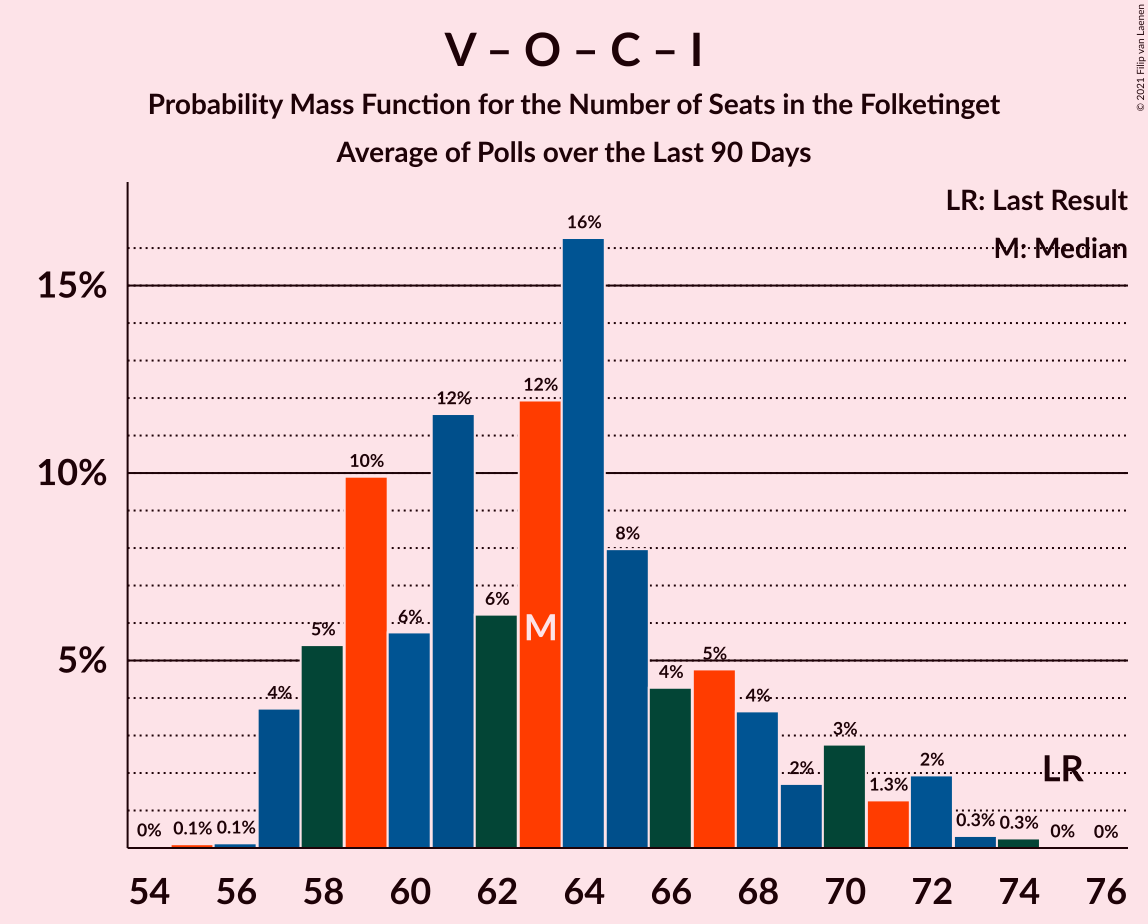 V – O – C – I
Probability Mass Function for the Number of Seats in the Folketinget
Average of Polls over the Last 90 Days
© 2021 Filip van Laenen
LR: Last Result
M: Median
15%
10%
5%
0%
0.1%
0.1%
4%
5%
10%
6%
12%
6%
12%
16%
8%
4%
5%
4%
2%
3%
1.3%
2%
0.3%
0.3%
0%
0%
M
LR
54 56 58 60 62 64 66 68 70 72 74 76